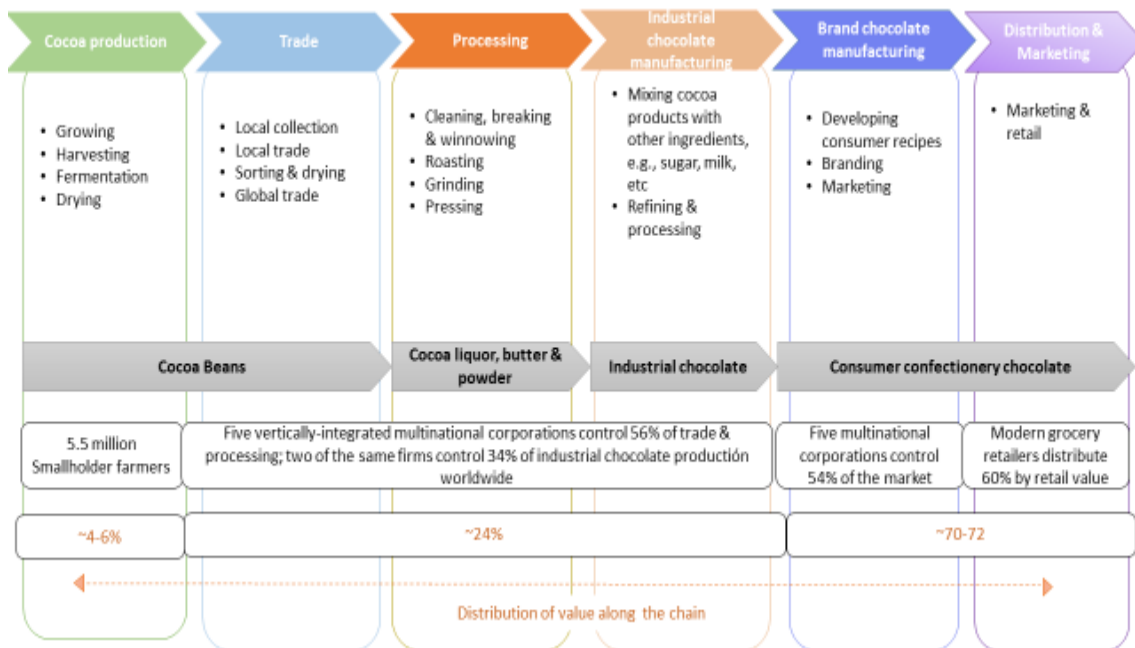 Cocoa production
Trade
Processing
Industrial
chocolate
manufacturing
Brand chocolate
manufacturing
Distribution &
Marketing
• Growing
• Harvesting
• Fermentation
• Drying
• Local collection
• Local trade
• Sorting & drying
• Global trade
• Cleaning, breaking
& winnowing
• Roasting
• Grinding
• Pressing
• Mixing cocoa
products with
other ingredients,
e.g., sugar, milk,
etc
• Refining &
processing
• Developing
consumer recipes
• Branding
• Marketing
• Marketing &
retail
Cocoa Beans
Cocoa liquor, butter &
powder
Industrial chocolate
Consumer confectionery chocolate
5.5 million
Smallholder farmers
Five vertically-integrated multinational corporations control 56% of trade &
processing; two of the same firms control 34% of industrial chocolate productión
worldwide
Five multinational
corporations control
54% of the market
Modern grocery
retailers distribute
60% by retail value
~4-6%
~24%
~70-72
Distribution of value along the chain